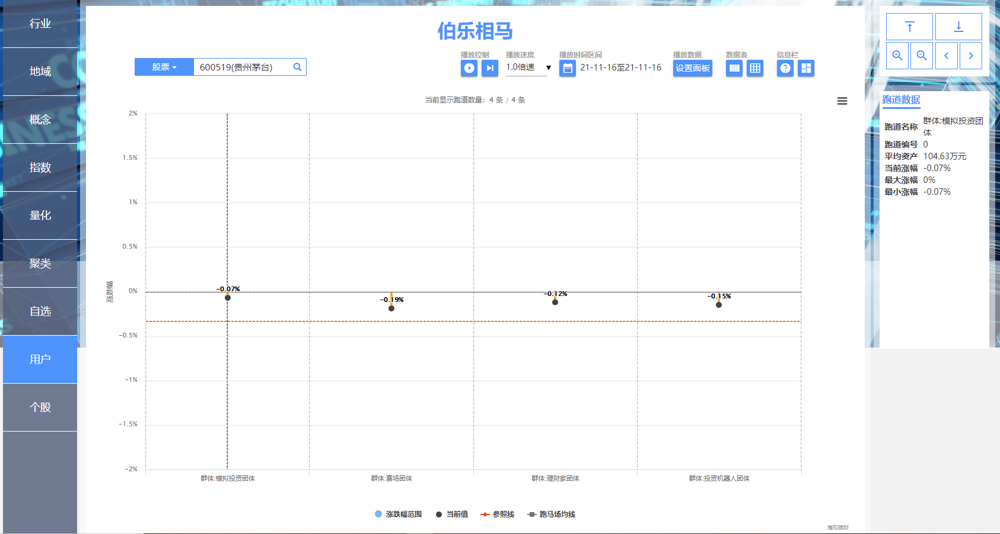 行业
地域
概念
指数
量化
聚类
自选
用户
个股
伯乐相马
股票
600519(贵州茅台)
播放控制
播放速度
1.0倍速
播放时间区间
21-11-16至21-11-16
播放数据
设置面板
数据表
信息栏
当前显示跑道数量：4 条 / 4 条
涨跌幅
2%
1.5%
1%
0.5%
0%
-0.5%
-1%
-1.5%
-2%
-0.07%
-0.19%
-0.12%
-0.15%
群体:模拟投资团体
群体:赛场团体
群体:理财家团体
群体:投资机器人团体
涨跌幅范围
当前值
参照线
跑马场均线
海知理财
跑道数据
跑道名称 群体:模拟投资团
体
跑道编号 0
平均资产 104.63万元
当前涨幅 -0.07%
最大涨幅 0%
最小涨幅 -0.07%